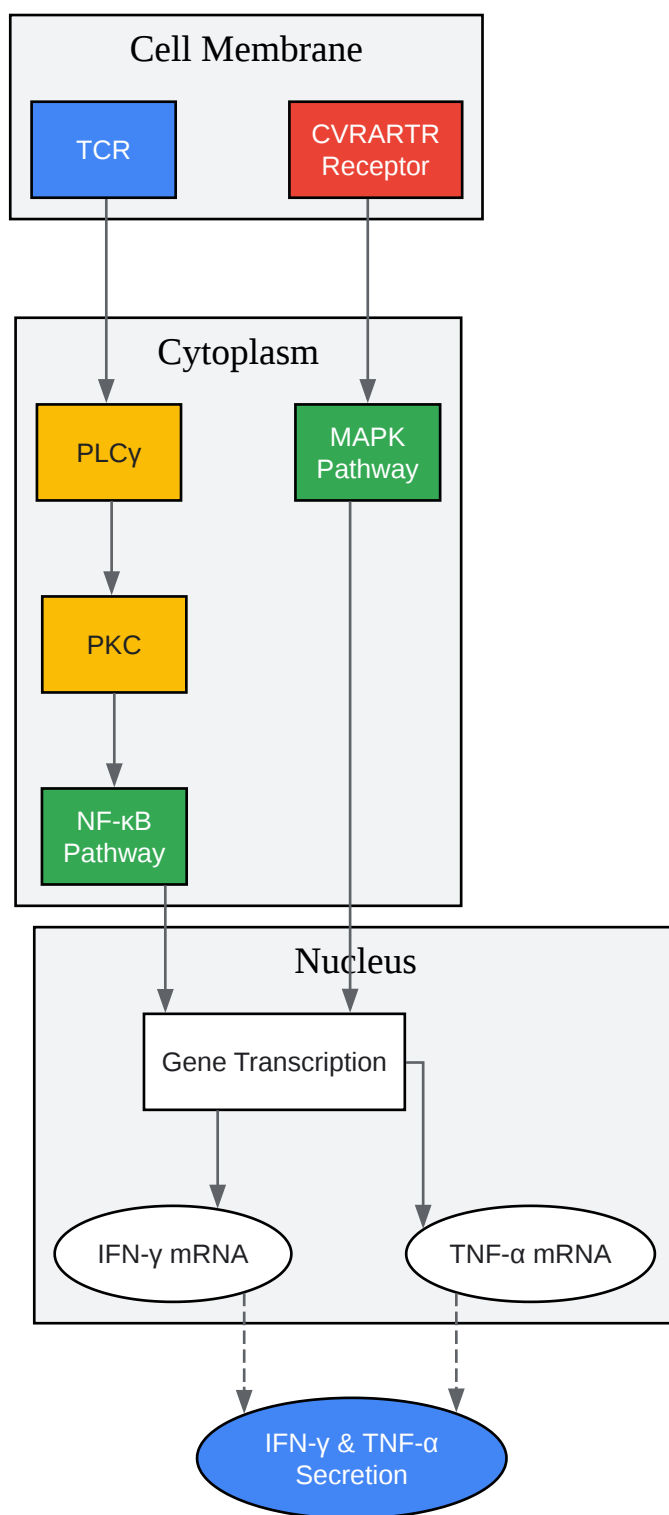 Cell Membrane
TCR
CVRARTR
Receptor
Cytoplasm
PLCγ
MAPK
Pathway
PKC
NF-κB
Pathway
Nucleus
Gene Transcription
IFN-γ mRNA
TNF-α mRNA
IFN-γ & TNF-α
Secretion